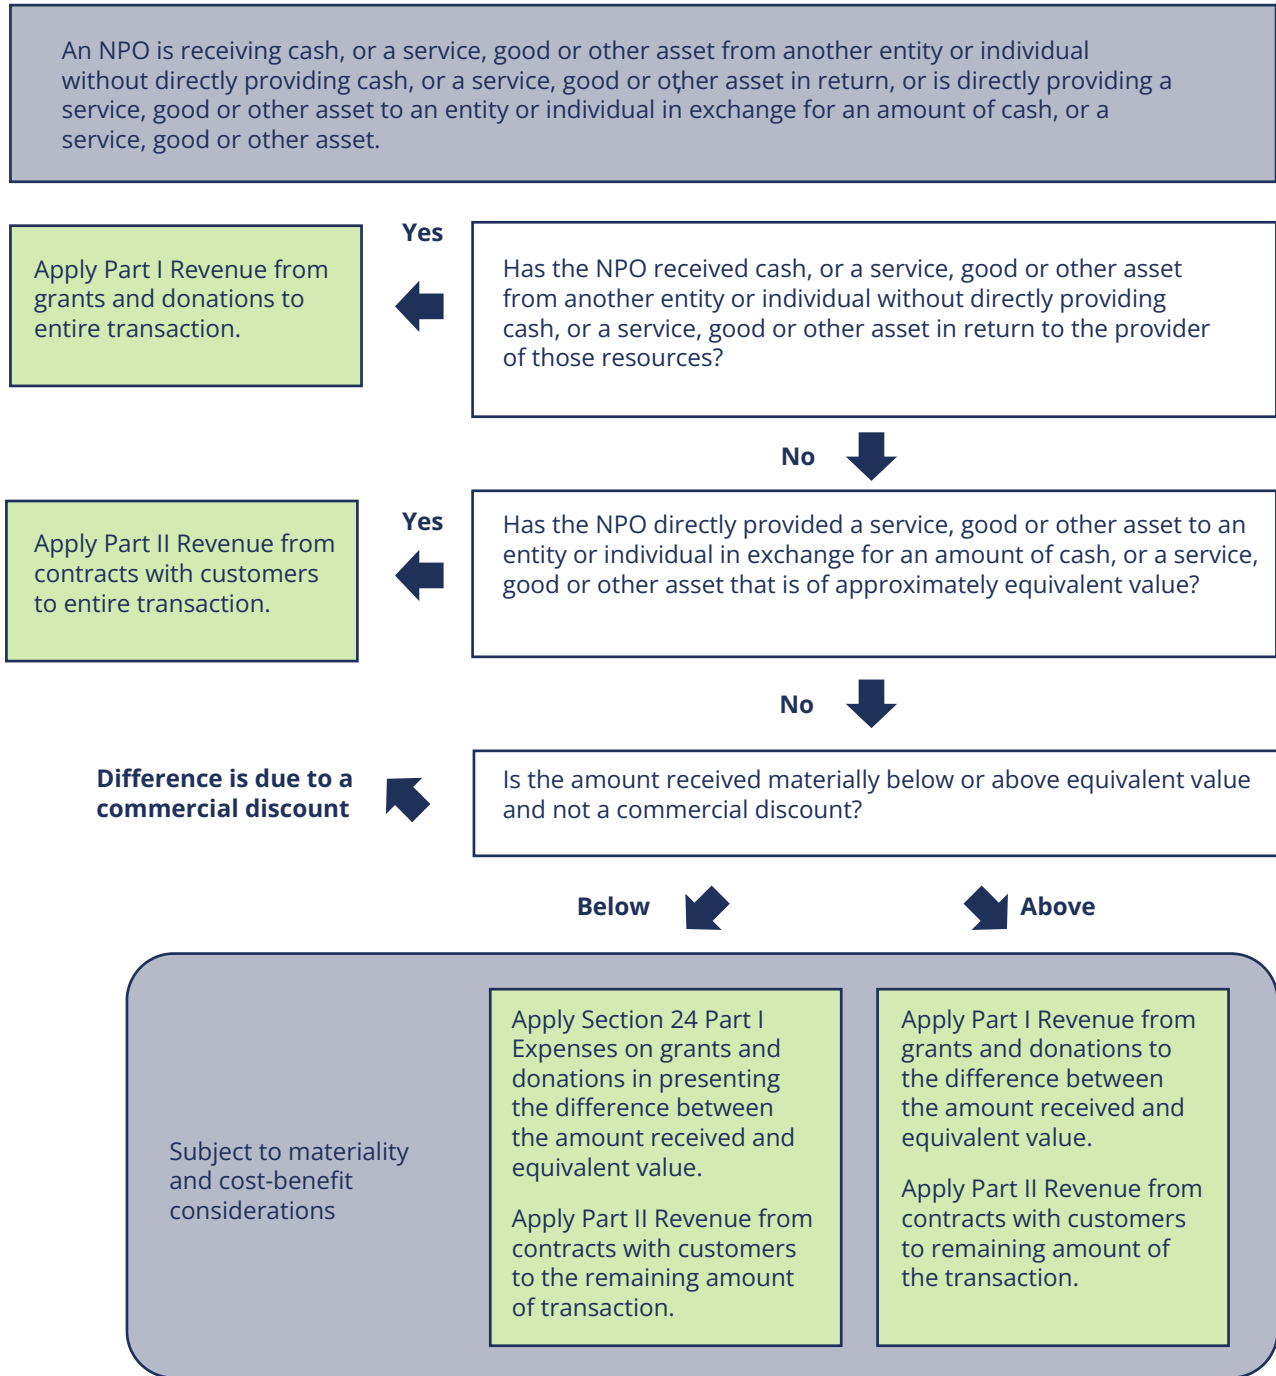 An NPO is receiving cash, or a service, good or other asset from another entity or individual
without directly providing cash, or a service, good or other asset in return, or is directly providing a
service, good or other asset to an entity or individual in exchange for an amount of cash, or a
service, good or other asset.
Yes
Apply Part I Revenue from
grants and donations to
entire transaction.
Has the NPO received cash, or a service, good or other asset
from another entity or individual without directly providing
cash, or a service, good or other asset in return to the provider
of those resources?
No
Yes
Apply Part II Revenue from
contracts with customers
to entire transaction.
Has the NPO directly provided a service, good or other asset to an
entity or individual in exchange for an amount of cash, or a service,
good or other asset that is of approximately equivalent value?
No
Difference is due to a
commercial discount
Is the amount received materially below or above equivalent value
and not a commercial discount?
Below
Above
Subject to materiality
and cost-benefit
considerations
Apply Section 24 Part I
Expenses on grants and
donations in presenting
the difference between
the amount received and
equivalent value.
Apply Part II Revenue from
contracts with customers
to the remaining amount
of transaction.
Apply Part I Revenue from
grants and donations to
the difference between
the amount received and
equivalent value.
Apply Part II Revenue from
contracts with customers
to remaining amount of
the transaction.